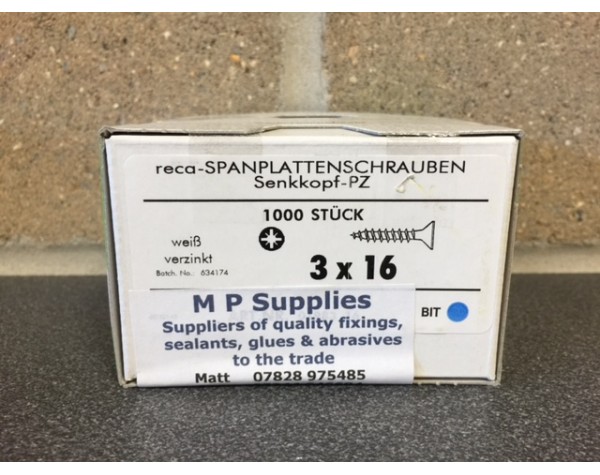 reca-SPANPLATTENSCHRAUBEN
Senkkopf-PZ
1000 STÜCK
weiß
verzinkt
Batch. No. 634174
3 x 16
BIT
M P Supplies
Suppliers of quality fixings,
sealants, glues & abrasives
to the trade
Matt 07828 975485